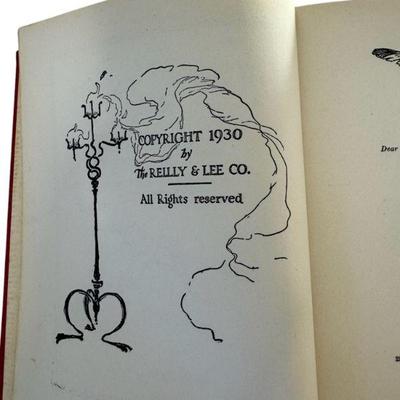 COPYRIGHT 1930
by
The REILLY & LEE CO.
All Rights reserved
Dear